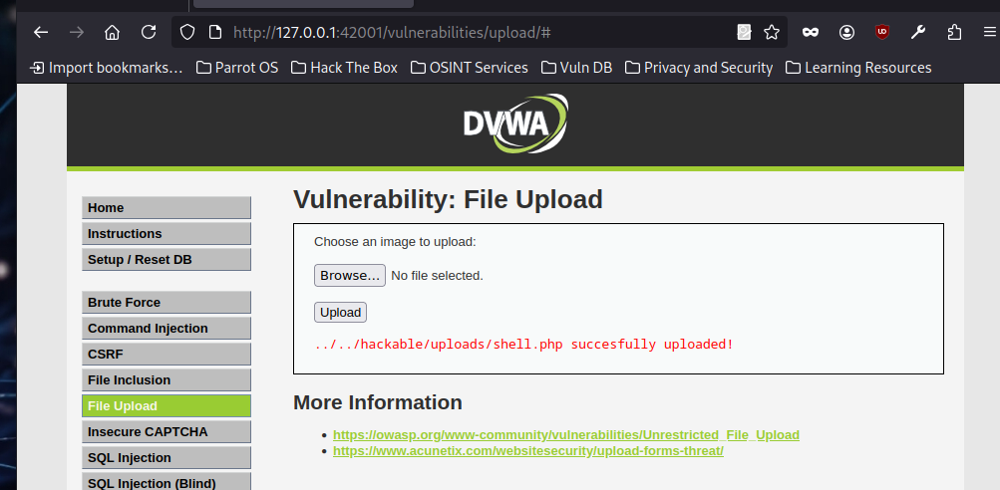 http://127.0.0.1:42001/vulnerabilities/upload/#
Import bookmarks… Parrot OS Hack The Box OSINT Services Vuln DB Privacy and Security Learning Resources
DVWA
Home
Instructions
Setup / Reset DB
Brute Force
Command Injection
CSRF
File Inclusion
File Upload
Insecure CAPTCHA
SQL Injection
SQL Injection (Blind)
Vulnerability: File Upload
Choose an image to upload:
Browse… No file selected.
Upload
../../hackable/uploads/shell.php succesfully uploaded!
More Information
https://owasp.org/www-community/vulnerabilities/Unrestricted_File_Upload
https://www.acunetix.com/websitesecurity/upload-forms-threat/